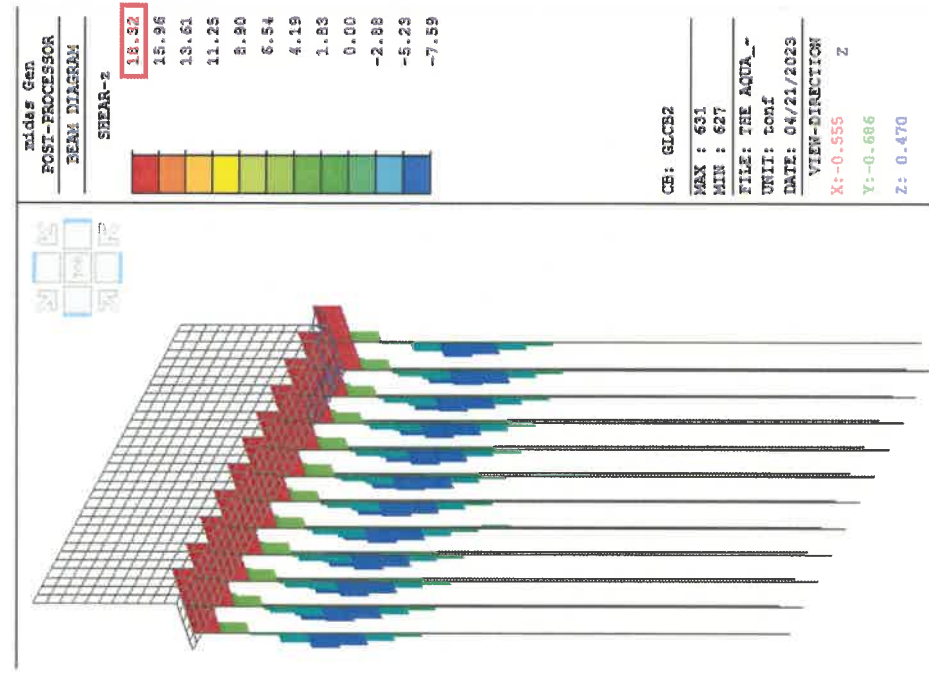 midas Gen
POST-PROCESSOR
BEAM DIAGRAM
SHEAR-z
18.32
15.96
13.61
11.25
8.90
6.54
4.19
1.83
0.00
-2.88
-5.23
-7.59
CB: GLCB2
MAX : 631
MIN : 627
FILE: THE AQUA_~
UNIT: tonf
DATE: 04/21/2023
VIEW-DIRECTION
X:-0.555
Z
Y:-0.686
Z: 0.470